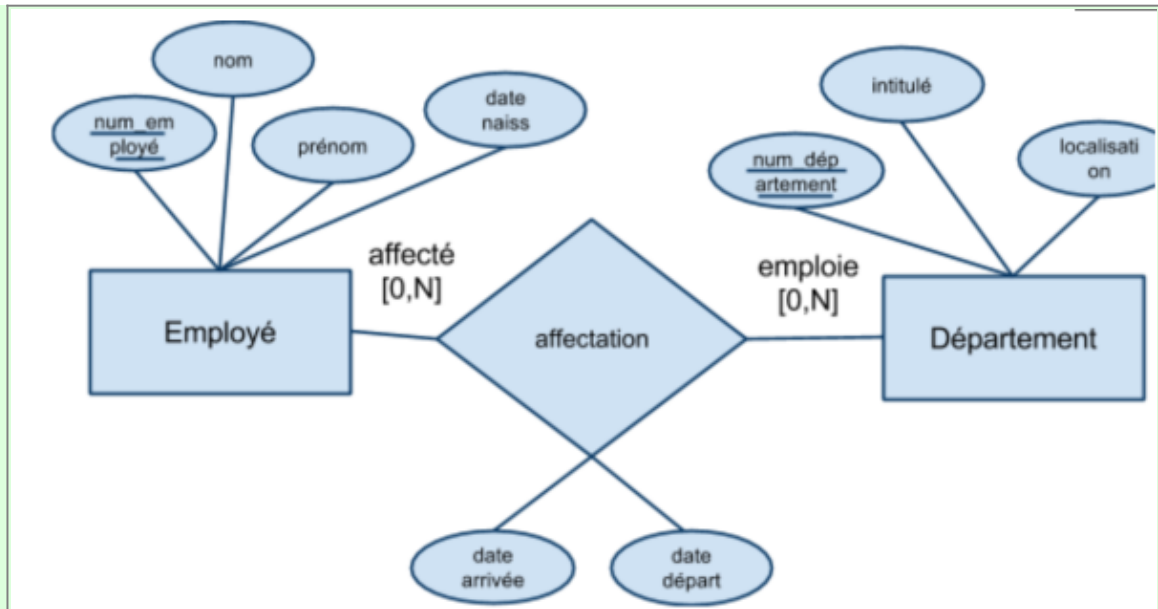 nom
date
naiss
intitulé
num_em
ployé
prénom
num_dép
artement
localisati
on
affecté
[0,N]
emploie
[0,N]
Employé
affectation
Département
date
arrivée
date
départ